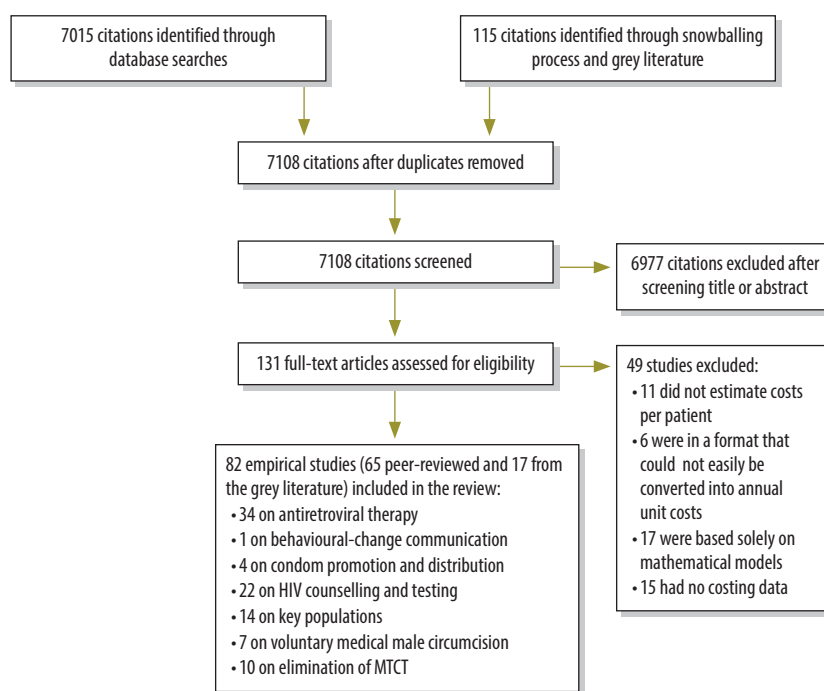 7015 citations identified through
database searches
115 citations identified through snowballing
process and grey literature
7108 citations after duplicates removed
7108 citations screened
6977 citations excluded after
screening title or abstract
131 full-text articles assessed for eligibility
49 studies excluded:
• 11 did not estimate costs
per patient
• 6 were in a format that
could not easily be
converted into annual
unit costs
• 17 were based solely on
mathematical models
• 15 had no costing data
82 empirical studies (65 peer-reviewed and 17 from
the grey literature) included in the review:
• 34 on antiretroviral therapy
• 1 on behavioural-change communication
• 4 on condom promotion and distribution
• 22 on HIV counselling and testing
• 14 on key populations
• 7 on voluntary medical male circumcision
• 10 on elimination of MTCT